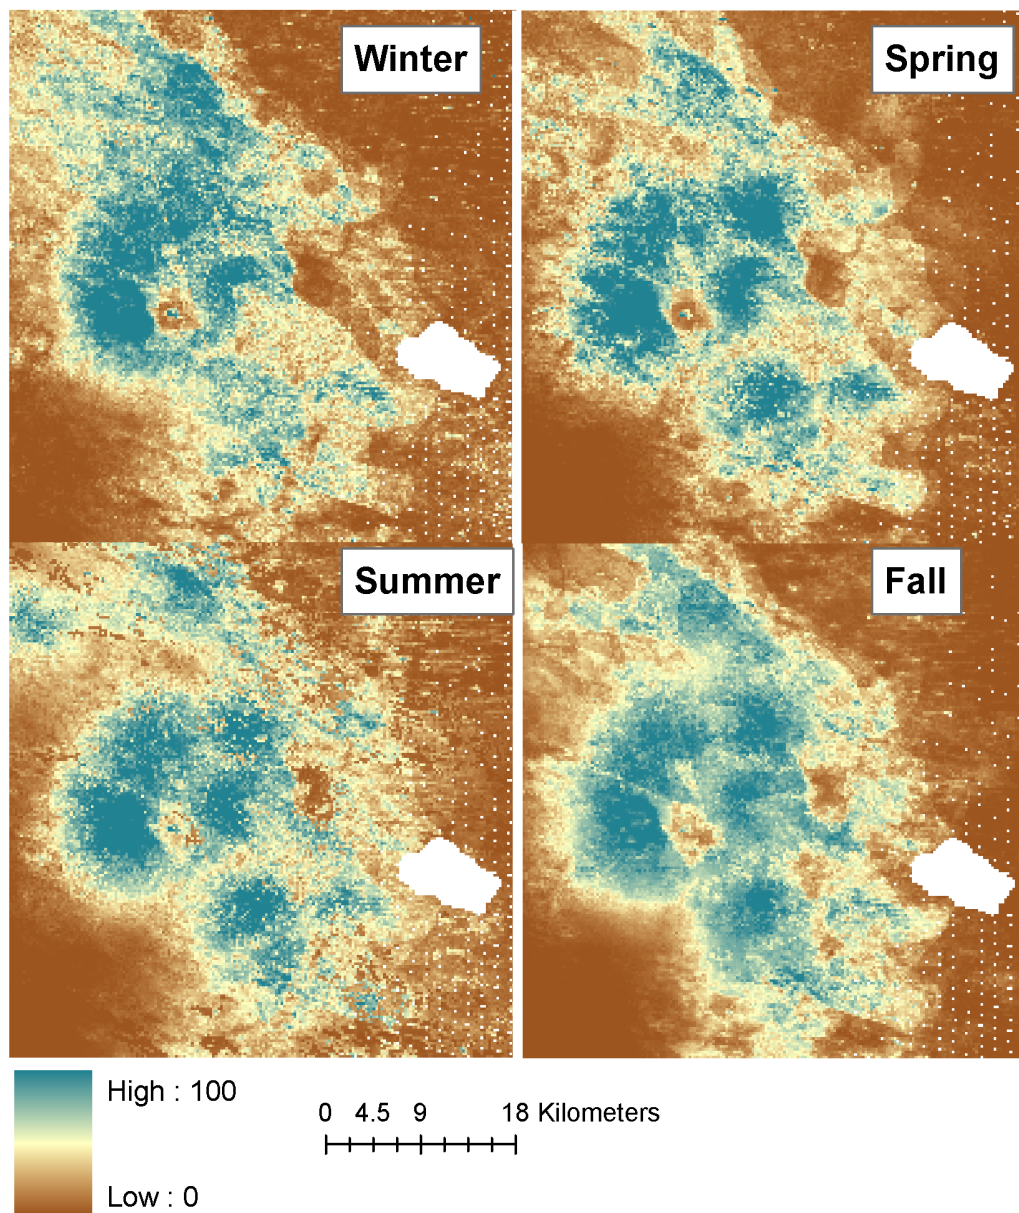 Winter
Spring
Summer
Fall
High : 100
Low : 0
0 4.5 9 18 Kilometers